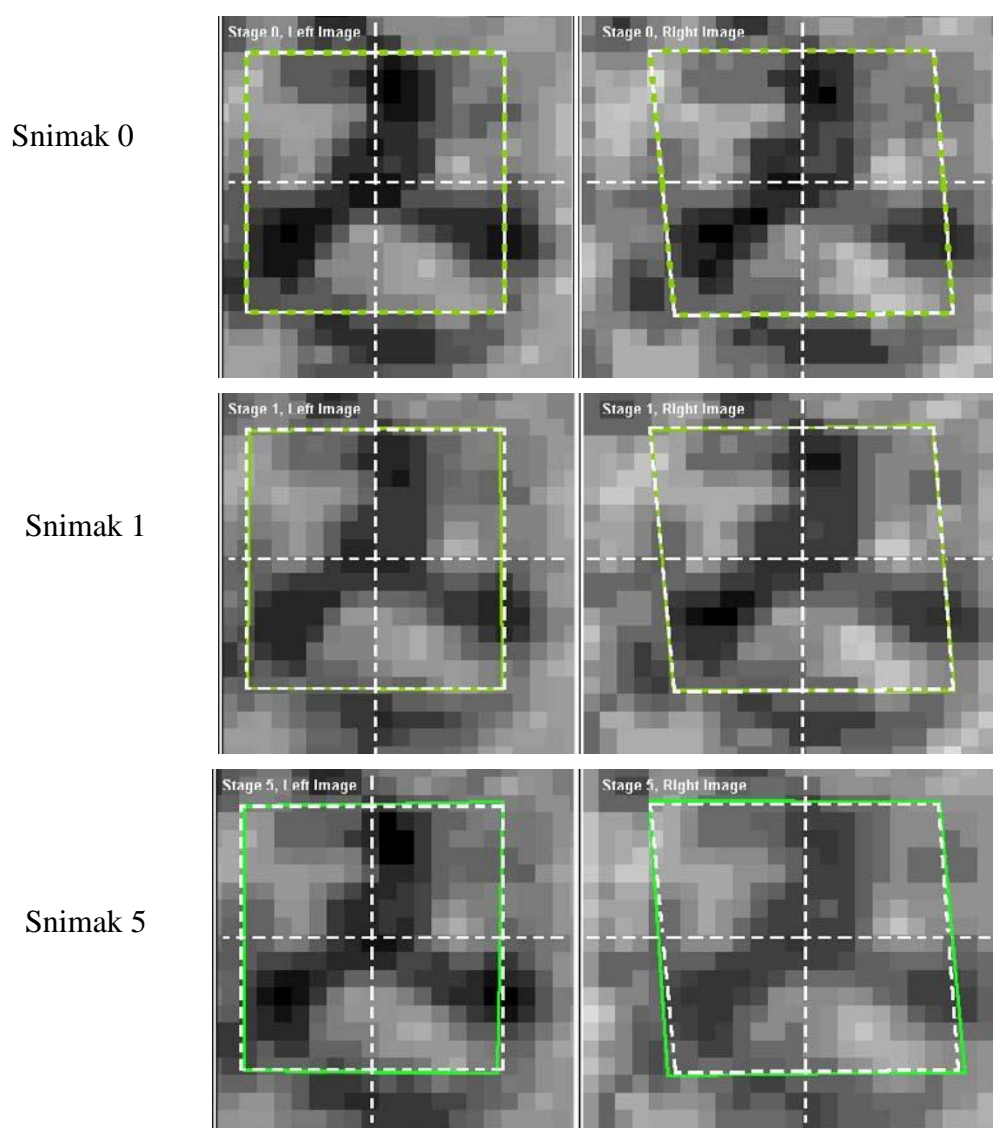 Stage 0, Left Image
Stage 0, Right Image
Snimak 0
Stage 1, Left Image
Stage 1, Right Image
Snimak 1
Stage 5, Left Image
Stage 5, Right Image
Snimak 5